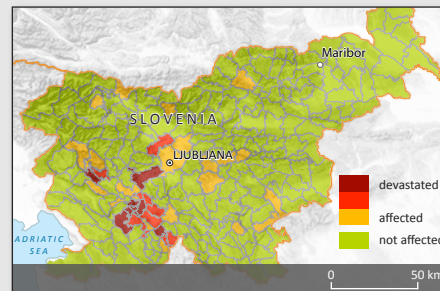 Maribor
SLOVENIA
LJUBLJANA
devastated
affected
not affected
ADRIATIC
SEA
0 50 km